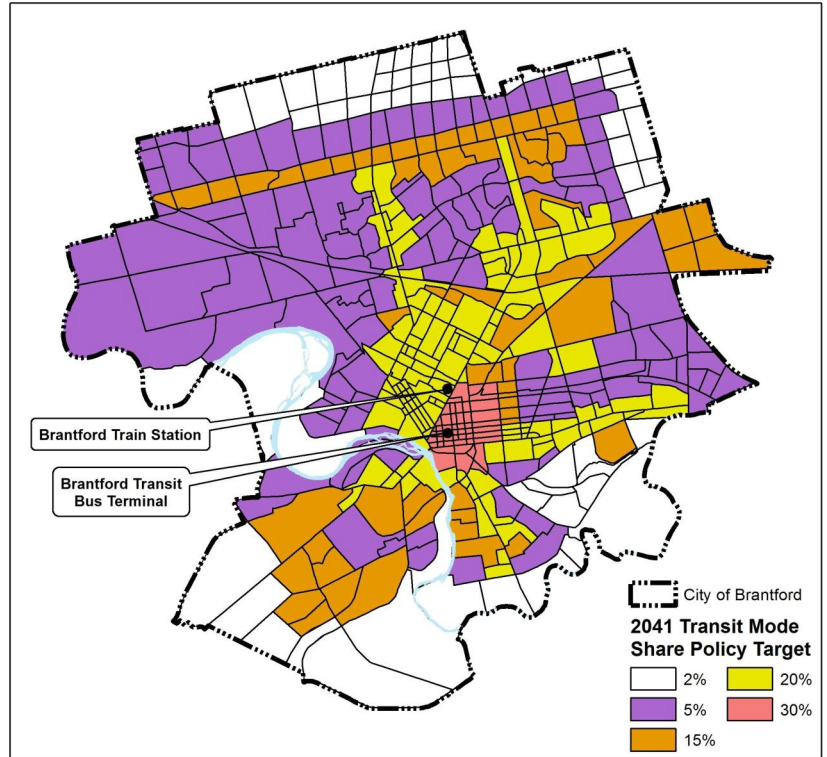 Brantford Train Station
Brantford Transit
Bus Terminal
City of Brantford
2041 Transit Mode
Share Policy Target
2%
20%
5%
30%
15%